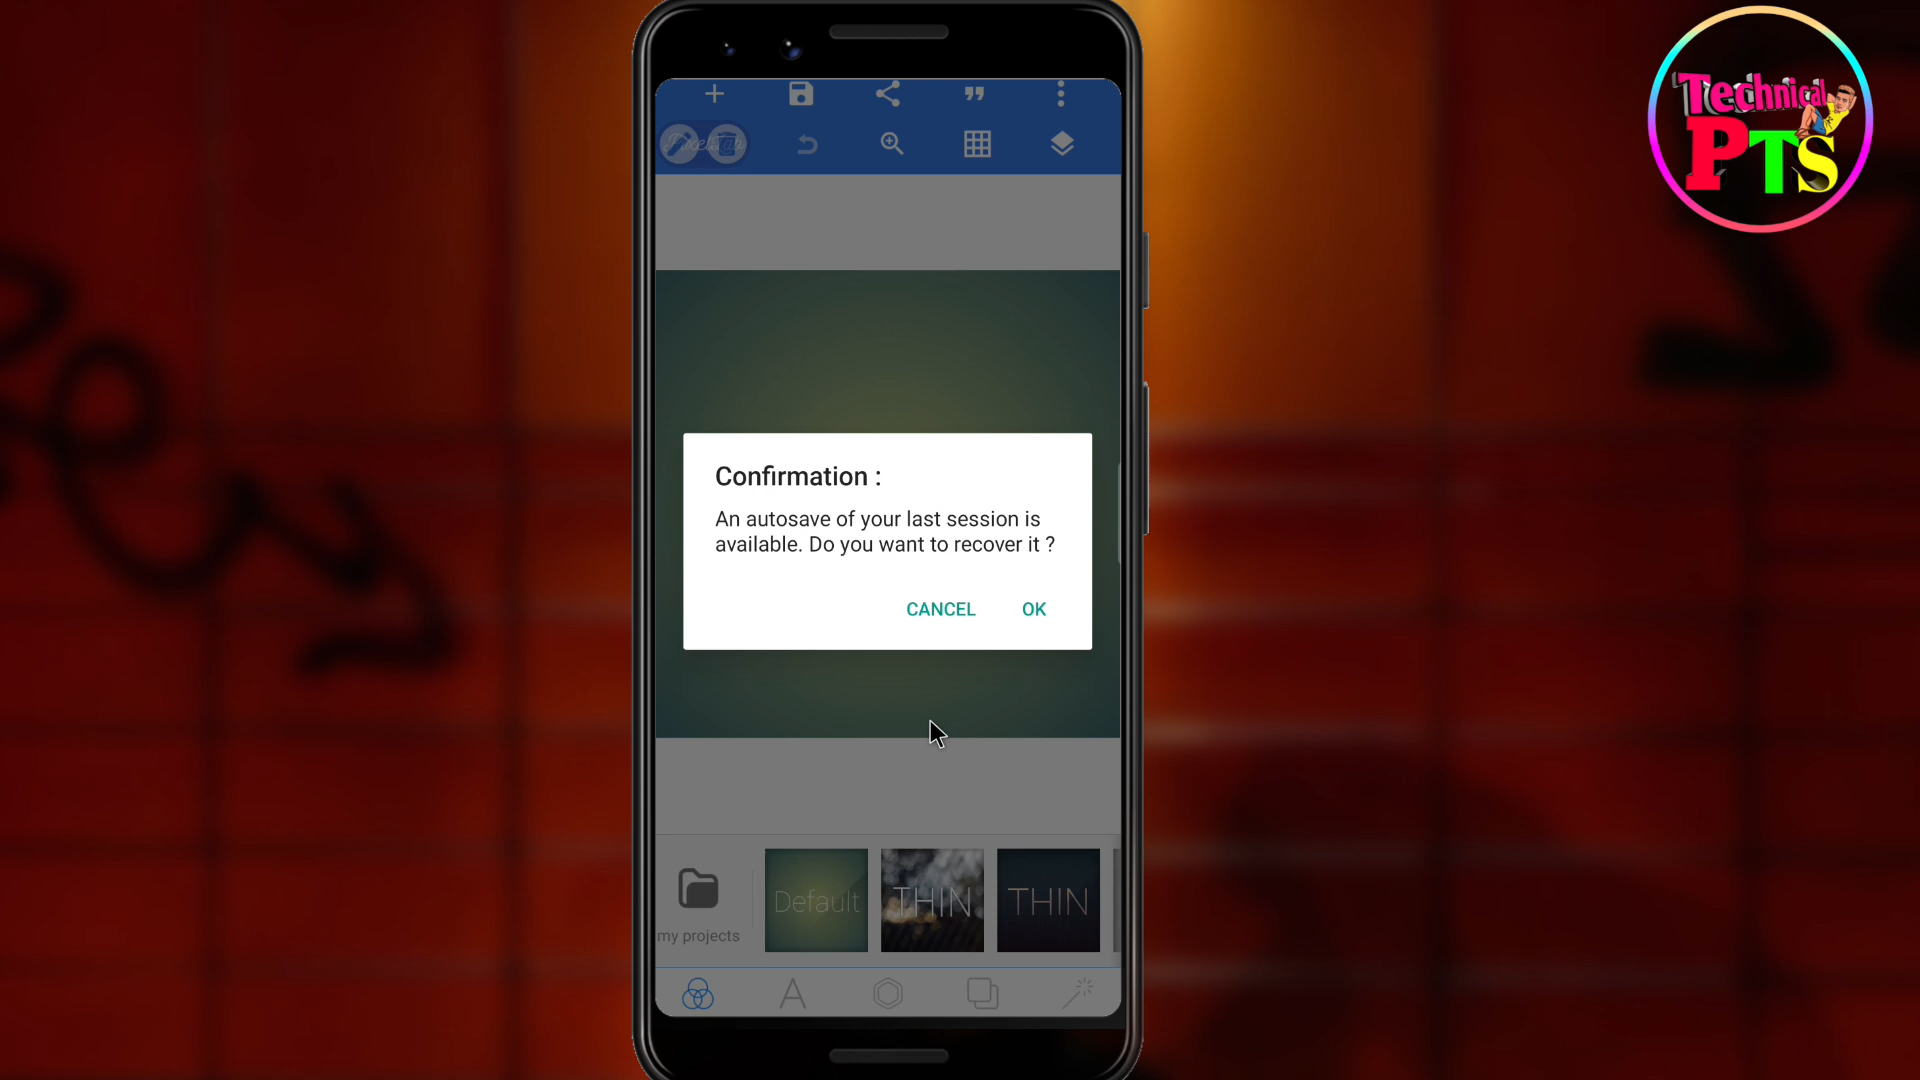 Technical
PTS
PixelLab
Confirmation :
An autosave of your last session is
available. Do you want to recover it ?
CANCEL
OK
Default
THIN
THIN
my projects